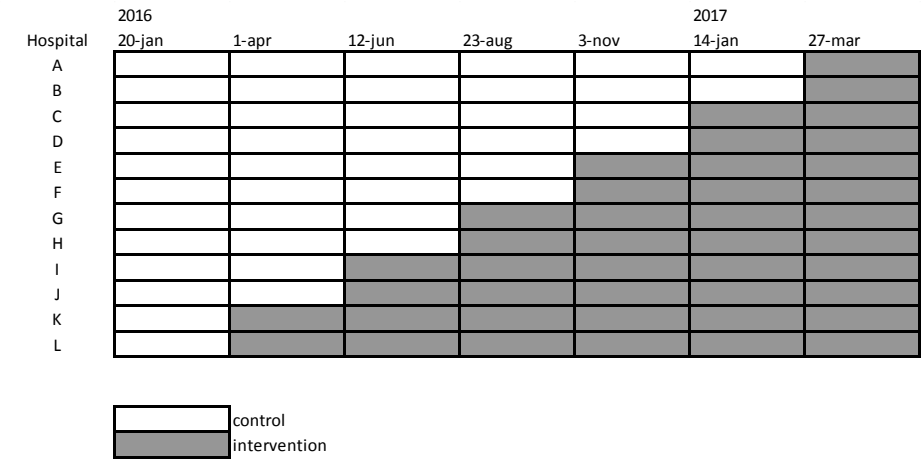 2016 2017
Hospital 20-jan 1-apr 12-jun 23-aug 3-nov 14-jan 27-mar
A
B
C
D
E
F
G
H
I
J
K
L
control
intervention